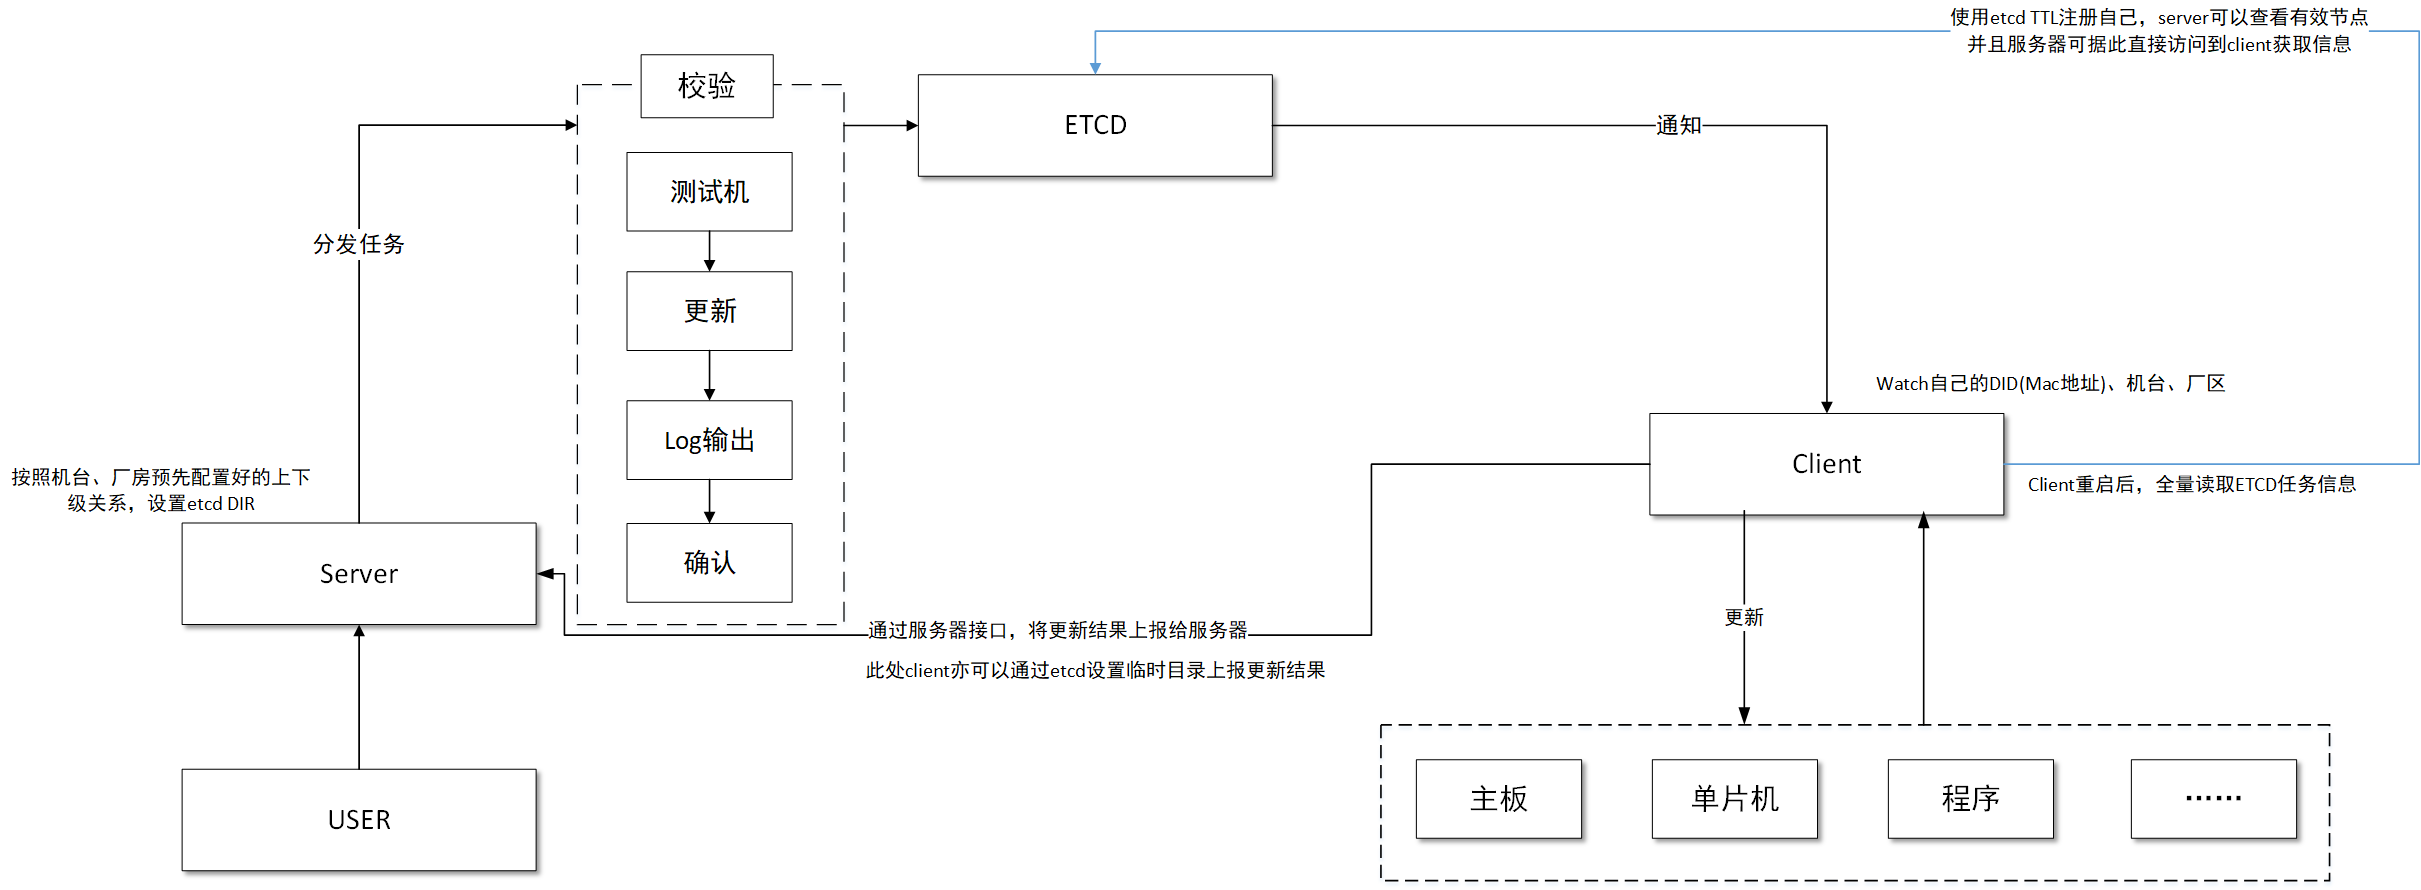 使用etcd TTL注册自己，server可以查看有效节点
并且服务器可据此直接访问到client获取信息
校验
ETCD
通知
测试机
分发任务
更新
Watch自己的DID(Mac地址)、机台、厂区
Log输出
Client
按照机台、厂房预先配置好的上下
级关系，设置etcd DIR
Client重启后，全量读取ETCD任务信息
Server
确认
更新
通过服务器接口，将更新结果上报给服务器
此处client亦可以通过etcd设置临时目录上报更新结果
主板
单片机
程序
……
USER